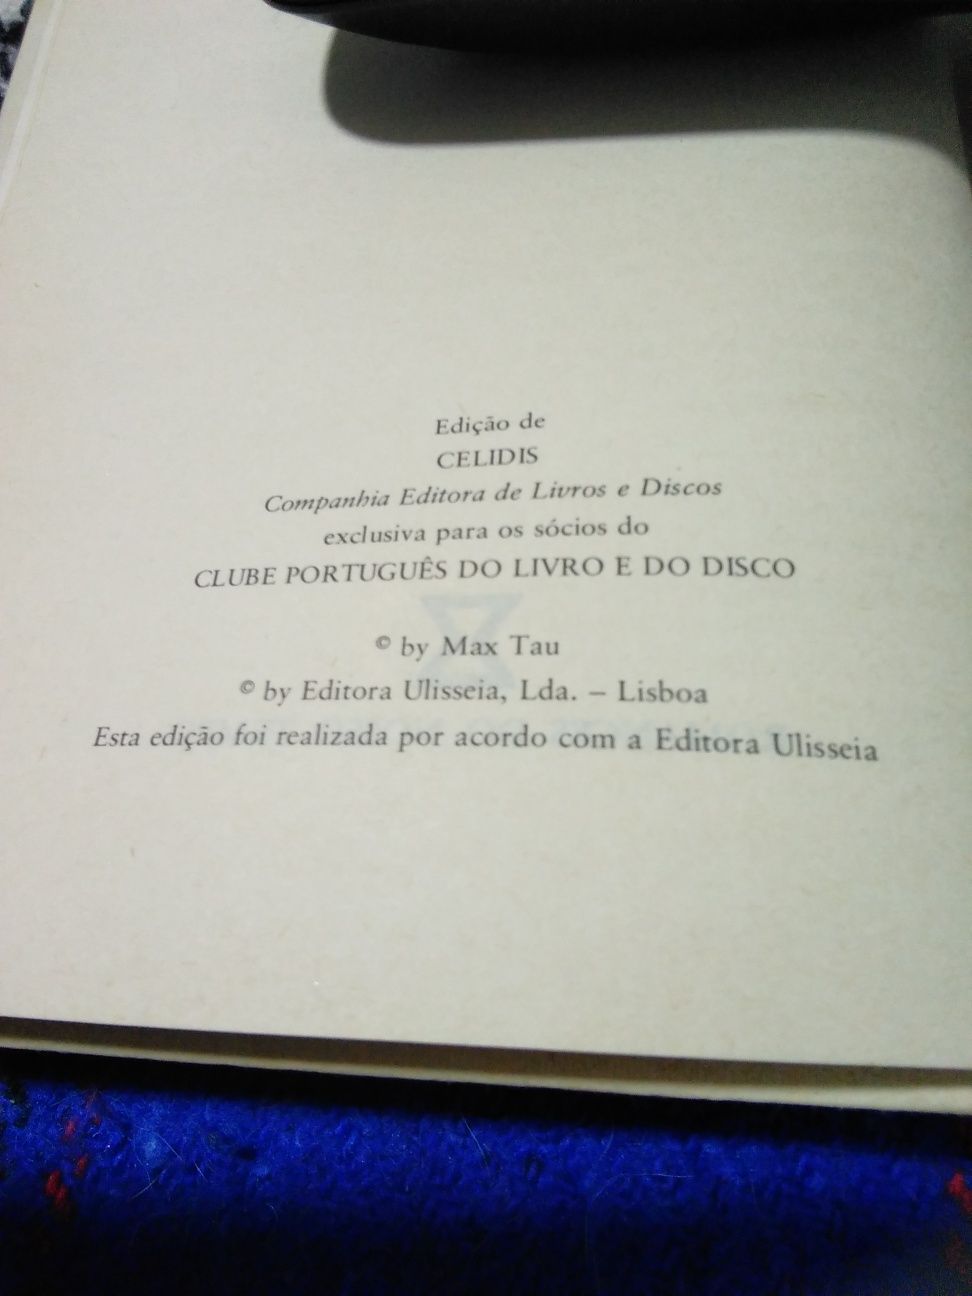 Edição de
CELIDIS
Companhia Editora de Livros e Discos
exclusiva para os sócios do
CLUBE PORTUGUÊS DO LIVRO E DO DISCO
© by Max Tau
© by Editora Ulisseia, Lda. – Lisboa
Esta edição foi realizada por acordo com a Editora Ulisseia